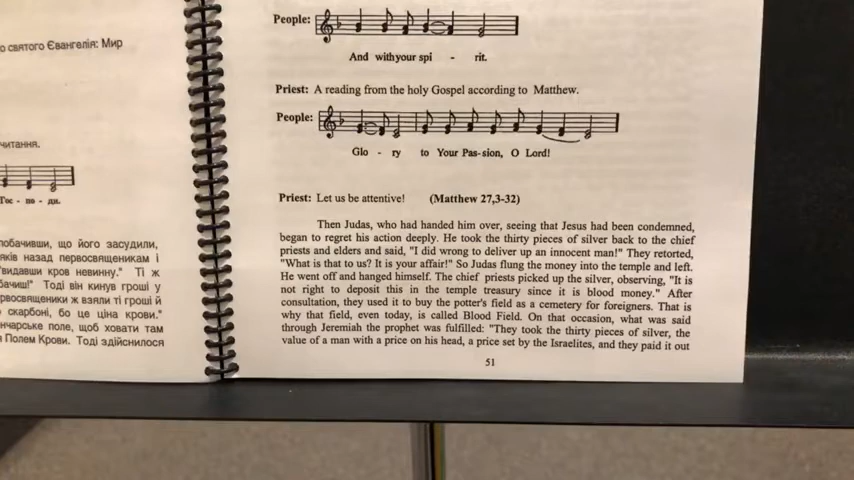 о святого Євангелія: Мир
читання.
Гос - по - ди.
побачивши, що його засудили,
яків назад первосвященикам і
видавши кров невинну." Ті ж
бачиш!" Тоді він кинув гроші у
рвосвященики ж взяли ті гроші й
скарбоні, бо це ціна крови."
нчарське поле, щоб ховати там
Полем Крови. Тоді здійснилося
People:
And withyour spi - rit.
Priest: A reading from the holy Gospel according to Matthew.
People:
Glo - ry to Your Pas-sion, O Lord!
Priest: Let us be attentive! (Matthew 27,3-32)
Then Judas, who had handed him over, seeing that Jesus had been condemned,
began to regret his action deeply. He took the thirty pieces of silver back to the chief
priests and elders and said, "I did wrong to deliver up an innocent man!" They retorted,
"What is that to us? It is your affair!" So Judas flung the money into the temple and left.
He went off and hanged himself. The chief priests picked up the silver, observing, "It is
not right to deposit this in the temple treasury since it is blood money." After
consultation, they used it to buy the potter's field as a cemetery for foreigners. That is
why that field, even today, is called Blood Field. On that occasion, what was said
through Jeremiah the prophet was fulfilled: "They took the thirty pieces of silver, the
value of a man with a price on his head, a price set by the Israelites, and they paid it out
51